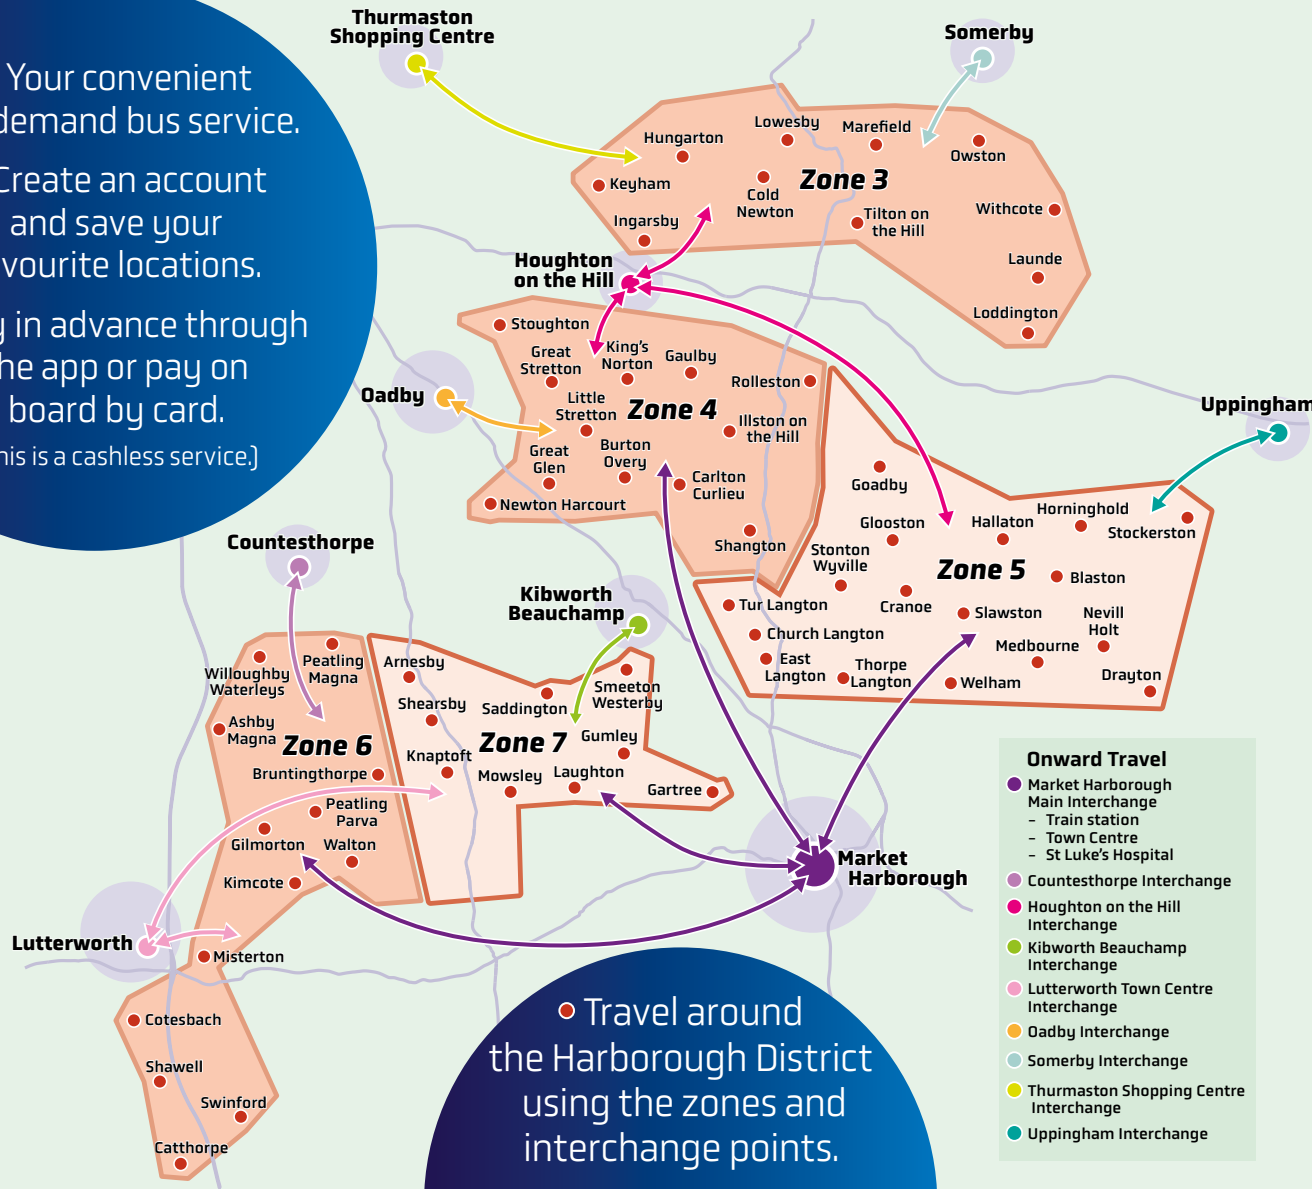 Your convenient
demand bus service.
Create an account
and save your
vourite locations.
in advance through
he app or pay on
board by card.
his is a cashless service.)
Thurmaston
Shopping Centre
Somerby
Hungarton
Lowesby
Marefield
Owston
Keyham
Cold
Newton
Zone 3
Withcote
Ingarsby
Tilton on
the Hill
Launde
Loddington
Houghton
on the Hill
Stoughton
Great
Stretton
King's
Norton
Gaulby
Rolleston
Little
Stretton
Zone 4
Illston on
the Hill
Burton
Overy
Great
Glen
Carlton
Curlieu
Newton Harcourt
Shangton
Oadby
Uppingham
Goadby
Glooston
Hallaton
Horninghold
Stockerston
Stonton
Wyville
Zone 5
Blaston
Cranoe
Tur Langton
Slawston
Nevill
Holt
Church Langton
Medbourne
East
Langton
Thorpe
Langton
Welham
Drayton
Countesthorpe
Kibworth
Beauchamp
Willoughby
Waterleys
Peatling
Magna
Ashby
Magna
Zone 6
Bruntingthorpe
Peatling
Parva
Gilmorton
Walton
Kimcote
Misterton
Cotesbach
Shawell
Swinford
Catthorpe
Arnesby
Shearsby
Saddington
Smeeton
Westerby
Zone 7
Gumley
Knaptoft
Mowsley
Laughton
Gartree
Market
Harborough
Lutterworth
Onward Travel
Market Harborough
Main Interchange
– Train station
– Town Centre
– St Luke's Hospital
Countesthorpe Interchange
Houghton on the Hill
Interchange
Kibworth Beauchamp
Interchange
Lutterworth Town Centre
Interchange
Oadby Interchange
Somerby Interchange
Thurmaston Shopping Centre
Interchange
Uppingham Interchange
Travel around
the Harborough District
using the zones and
interchange points.